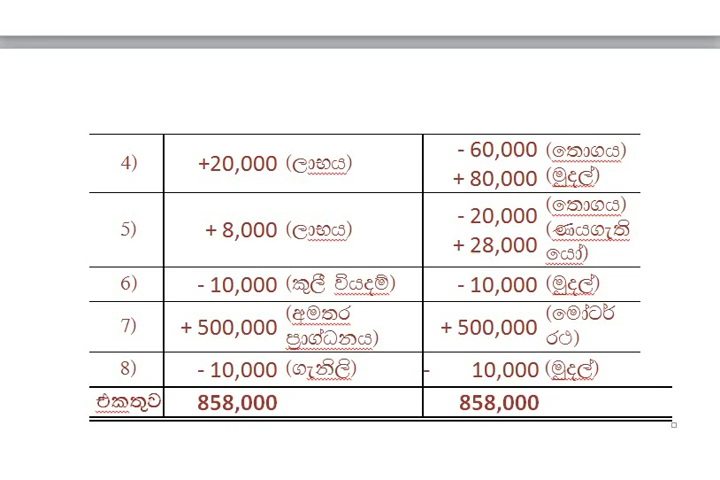 4) +20,000 (ලාභය) - 60,000 (තොගය)
+ 80,000 (මුදල්)
5) + 8,000 (ලාභය) - 20,000 (තොගය)
+ 28,000 (ණයගැති
යෝ)
6) - 10,000 (කුලී වියදම්) - 10,000 (මුදල්)
7) + 500,000 (අමතර
ප්‍රාග්ධනය) + 500,000 (මෝටර්
රථ)
8) - 10,000 (ගැනිලි) - 10,000 (මුදල්)
එකතුව 858,000 858,000